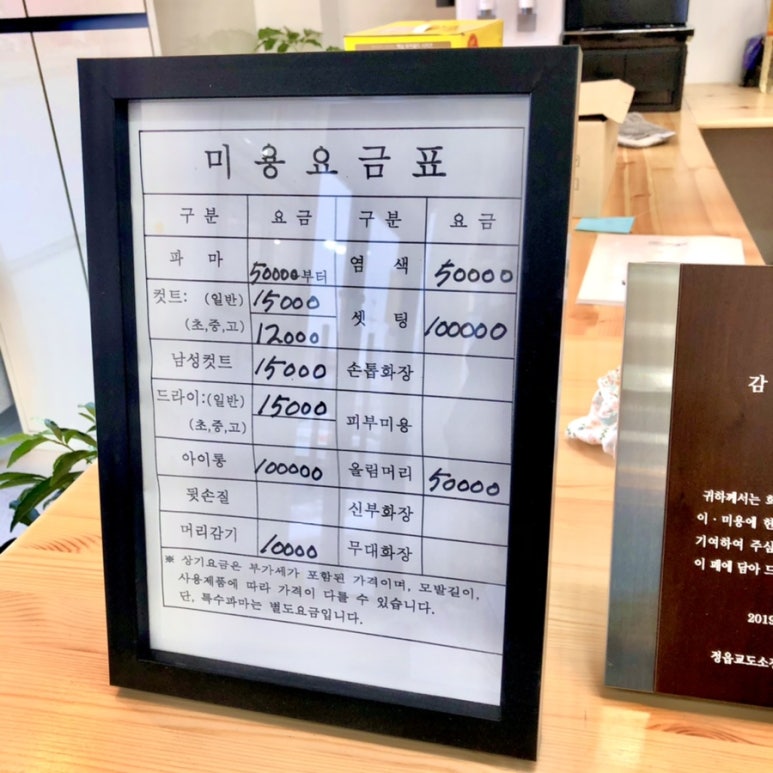 미용요금표
구분 요금 구분 요금
파마 50000부터 염색 50000
컷트: (일반) 15000 셋팅 100000
(초,중,고) 12000
남성컷트 15000 손톱화장
드라이:(일반) 15000 피부미용
(초,중,고)
아이롱 100000 올림머리 50000
뒷손질 신부화장
머리감기 10000 무대화장
※ 상기요금은 부가세가 포함된 가격이며, 모발길이,
사용제품에 따라 가격이 다를 수 있습니다.
단, 특수파마는 별도요금입니다.
감
귀하께서는
이·미용에
기여하여 주심
이 패에 담아 드
2019
정읍교도소